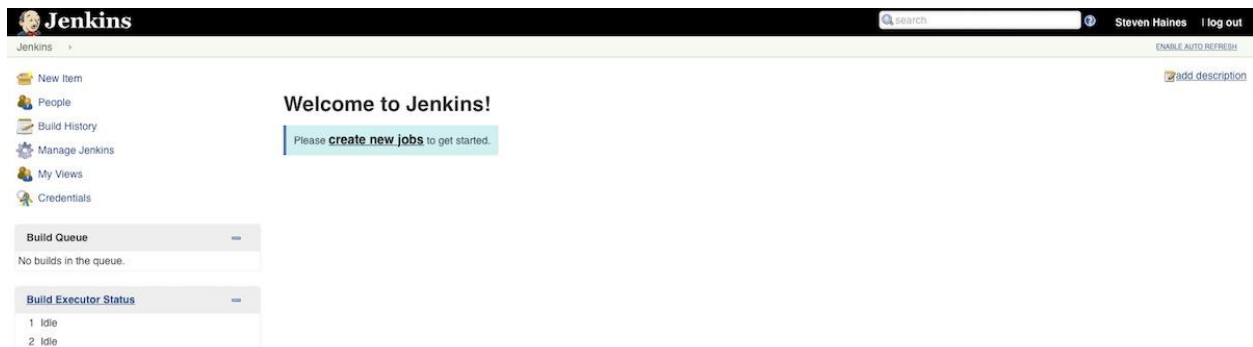 Jenkins
search
Steven Haines | log out
Jenkins
ENABLE AUTO REFRESH
New Item
People
Build History
Manage Jenkins
My Views
Credentials
add description
Welcome to Jenkins!
Please create new jobs to get started.
Build Queue
No builds in the queue.
Build Executor Status
1 Idle
2 Idle